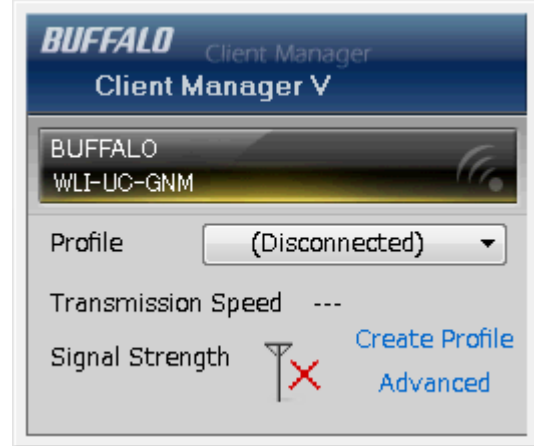 BUFFALO Client Manager
Client Manager V
BUFFALO
WLI-UC-GNM
Profile (Disconnected)
Transmission Speed ---
Signal Strength
Create Profile
Advanced